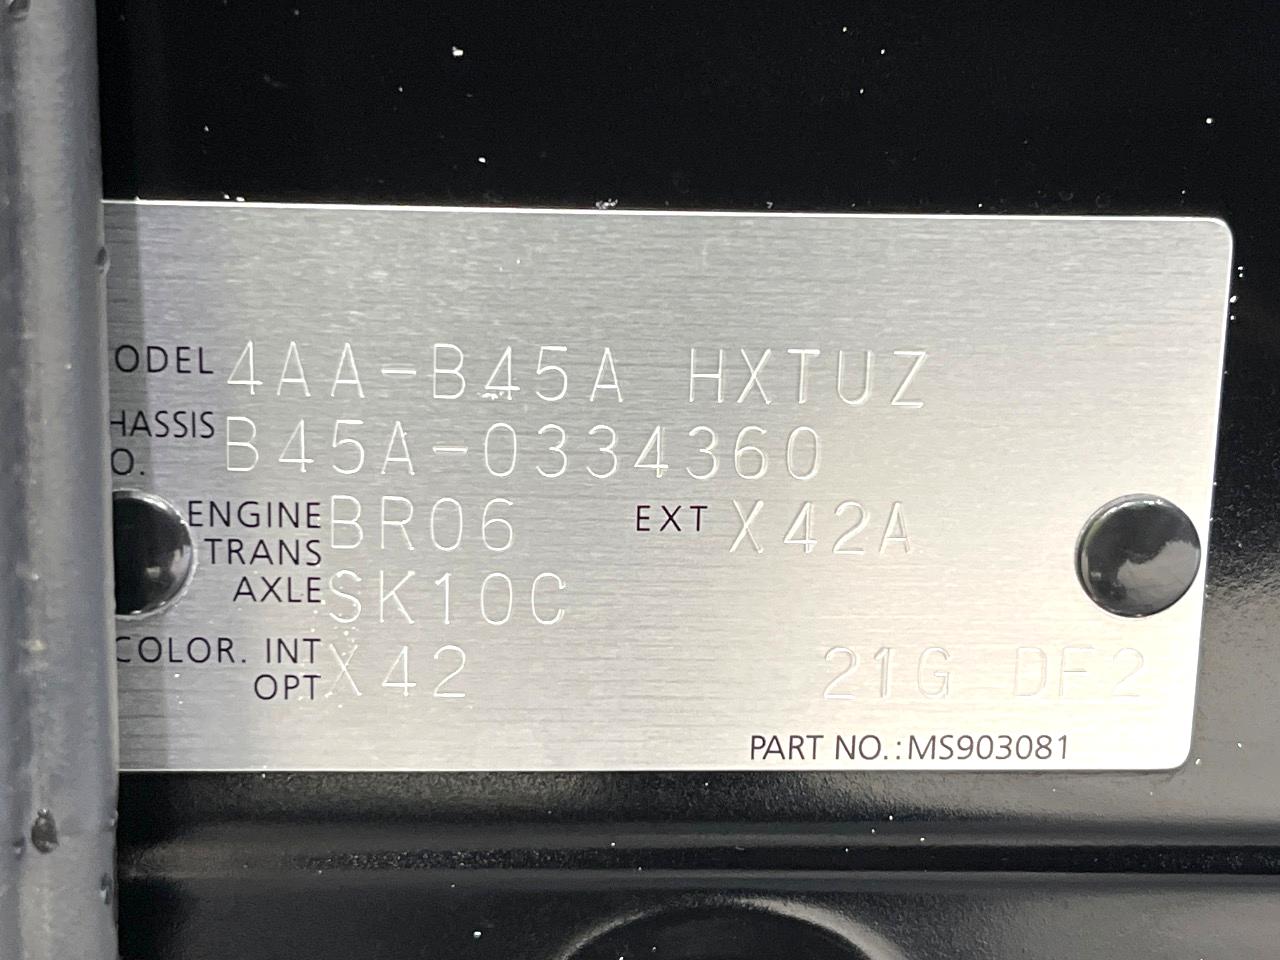 ODEL 4AA-B45A HXTUZ
HASSIS
O. B45A-0334360
ENGINE BR06 EXT X42A
TRANS
AXLE SK10C
COLOR. INT X42 21G DF2
OPT
PART NO.:MS903081